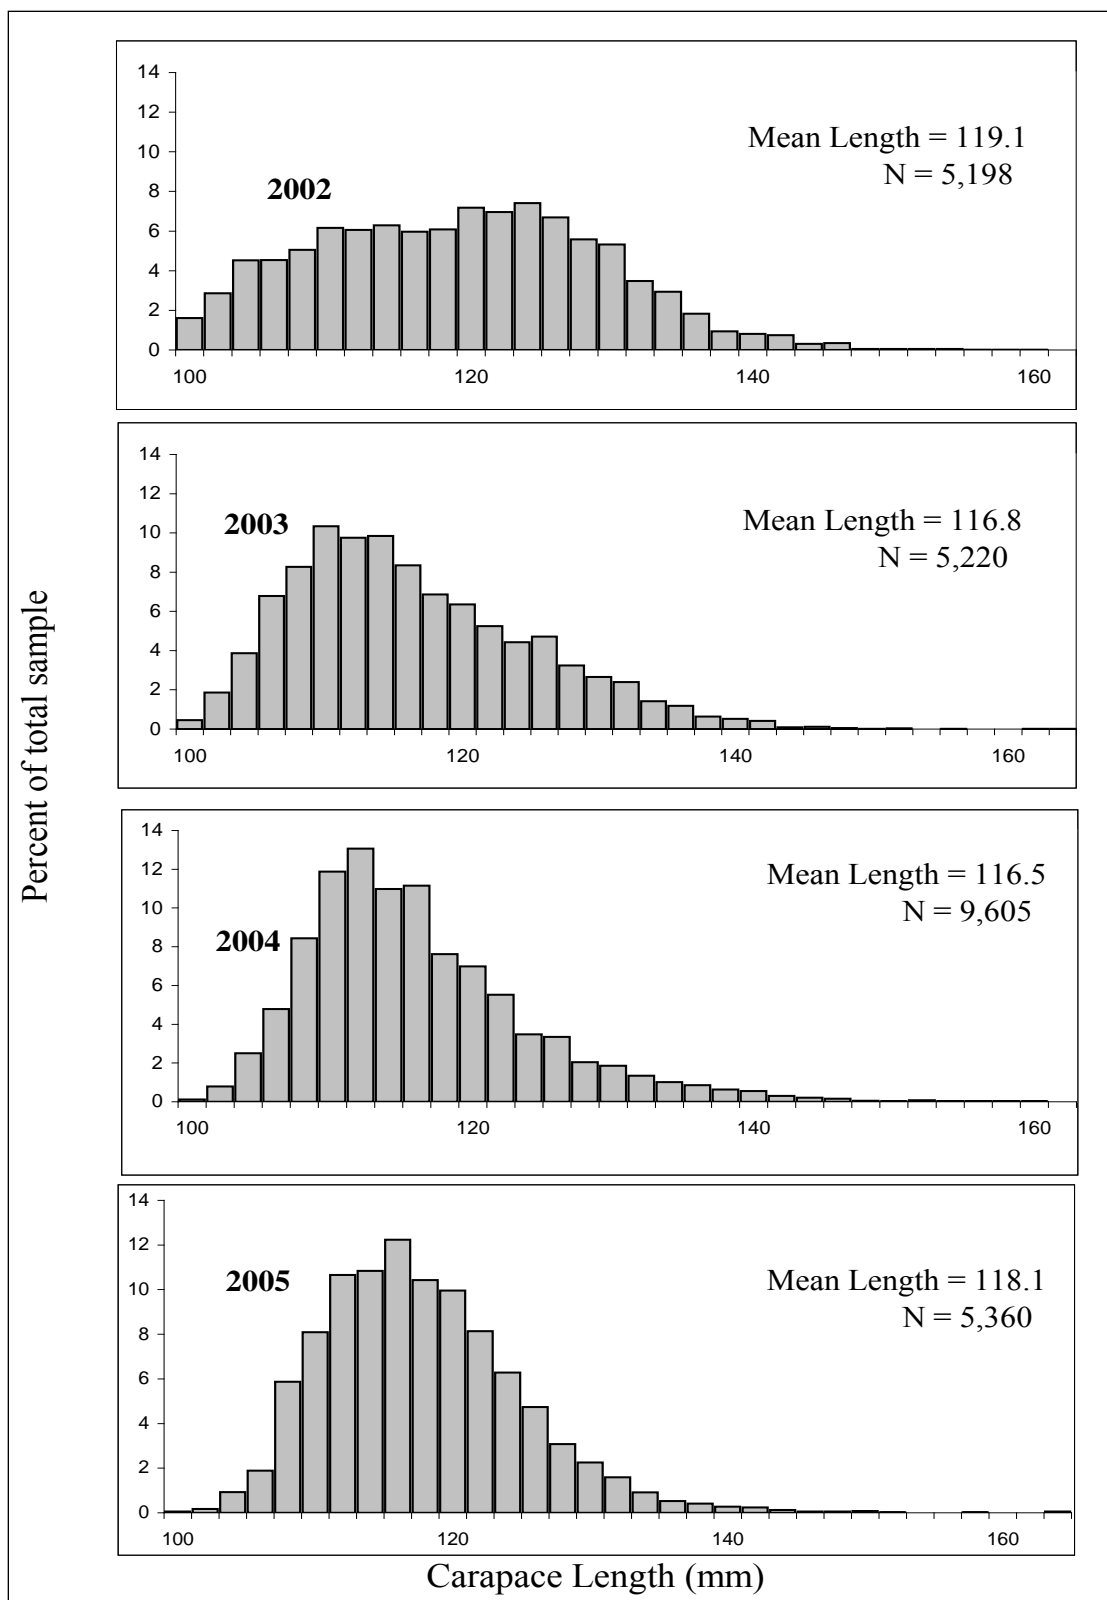 14
12
10
8
6
4
2
0
2002
Mean Length = 119.1
N = 5,198
100 120 140 160
14
12
10
8
6
4
2
0
2003
Mean Length = 116.8
N = 5,220
100 120 140 160
14
12
10
8
6
4
2
0
2004
Mean Length = 116.5
N = 9,605
100 120 140 160
14
12
10
8
6
4
2
0
2005
Mean Length = 118.1
N = 5,360
100 120 140 160
Percent of total sample
Carapace Length (mm)